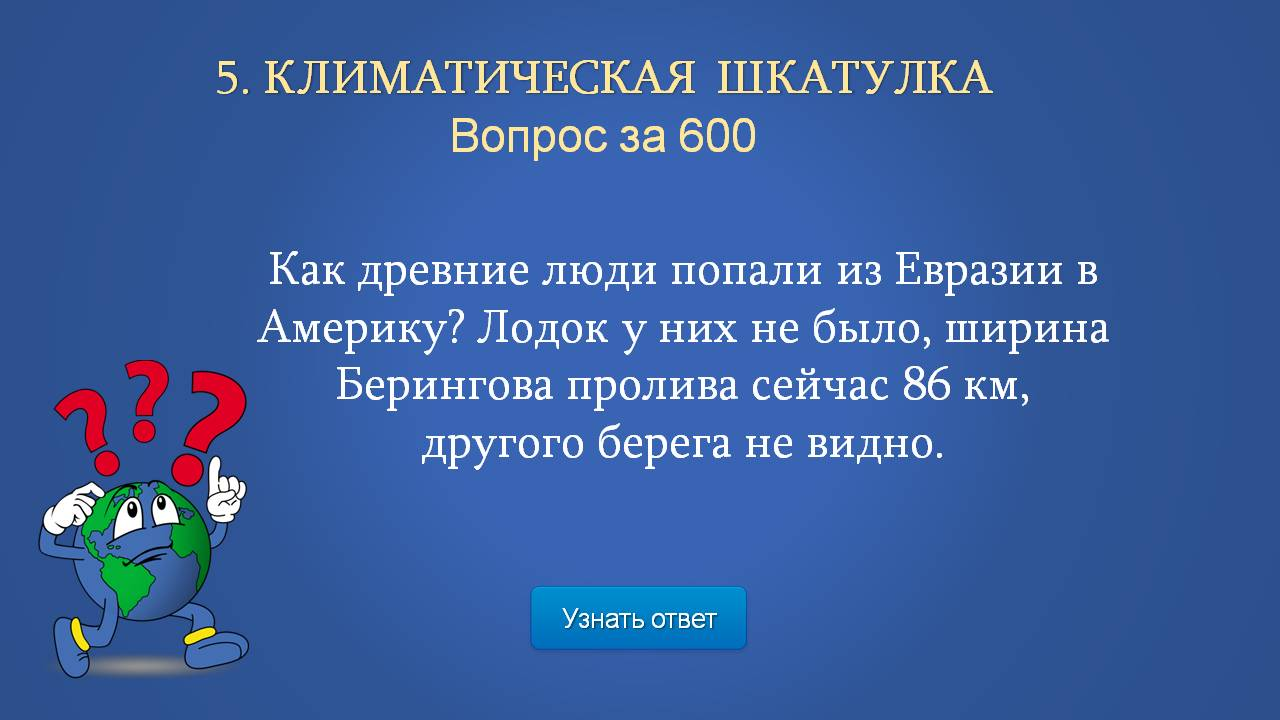 5. КЛИМАТИЧЕСКАЯ ШКАТУЛКА
Вопрос за 600
Как древние люди попали из Евразии в
Америку? Лодок у них не было, ширина
Берингова пролива сейчас 86 км,
другого берега не видно.
???
Узнать ответ